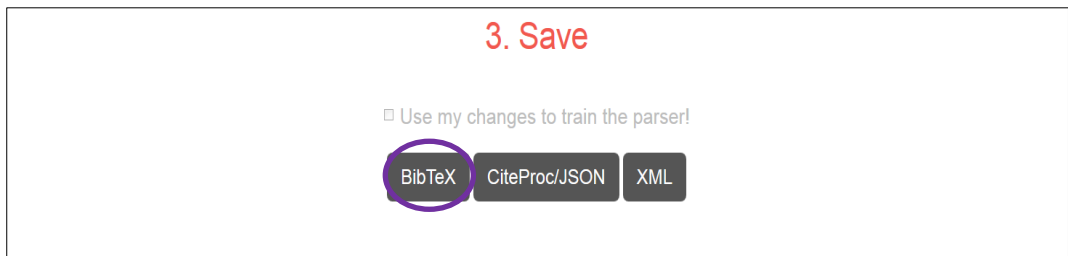 3. Save
Use my changes to train the parser!
BibTeX CiteProc/JSON XML